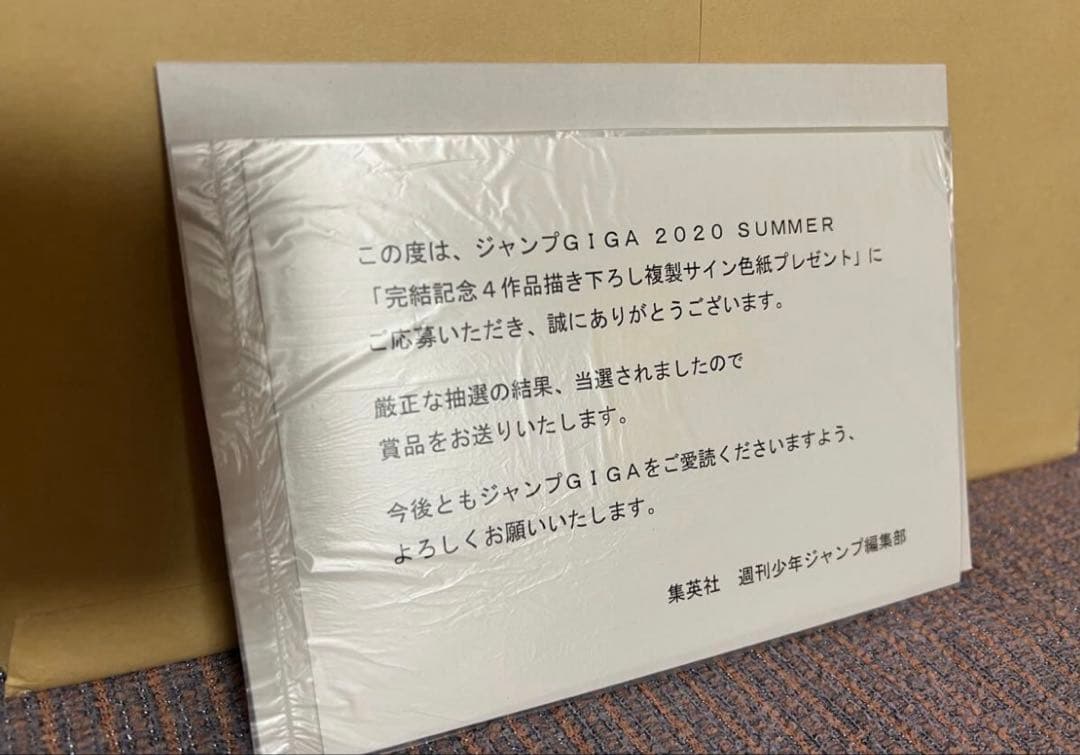 この度は、ジャンプＧＩＧＡ ２０２０ ＳＵＭＭＥＲ
「完結記念４作品描き下ろし複製サイン色紙プレゼント」に
ご応募いただき、誠にありがとうございます。
厳正な抽選の結果、当選されましたので
賞品をお送りいたします。
今後ともジャンプＧＩＧＡをご愛読くださいますよう、
よろしくお願いいたします。
集英社　週刊少年ジャンプ編集部